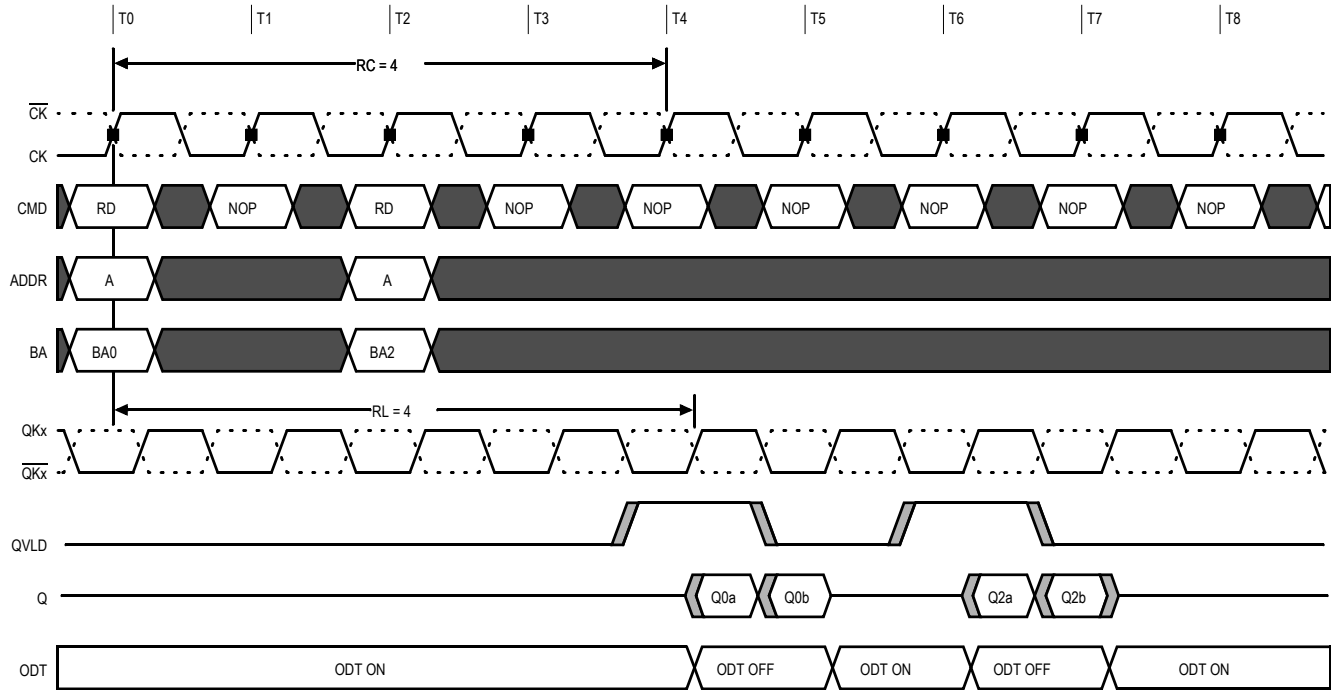 T0 T1 T2 T3 T4 T5 T6 T7 T8
RC = 4
CK
CK
CMD RD NOP RD NOP NOP NOP NOP NOP NOP
ADDR A A
BA BA0 BA2
RL = 4
QKx
QKx
QVLD
Q Q0a Q0b Q2a Q2b
ODT ODT ON ODT OFF ODT ON ODT OFF ODT ON